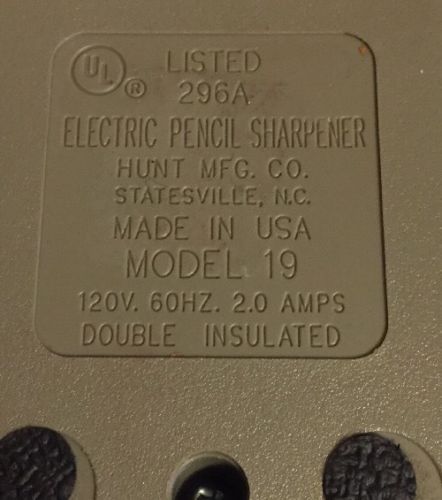 UL ® LISTED
296A
ELECTRIC PENCIL SHARPENER
HUNT MFG. CO.
STATESVILLE, N.C.
MADE IN USA
MODEL 19
120V. 60HZ. 2.0 AMPS
DOUBLE INSULATED